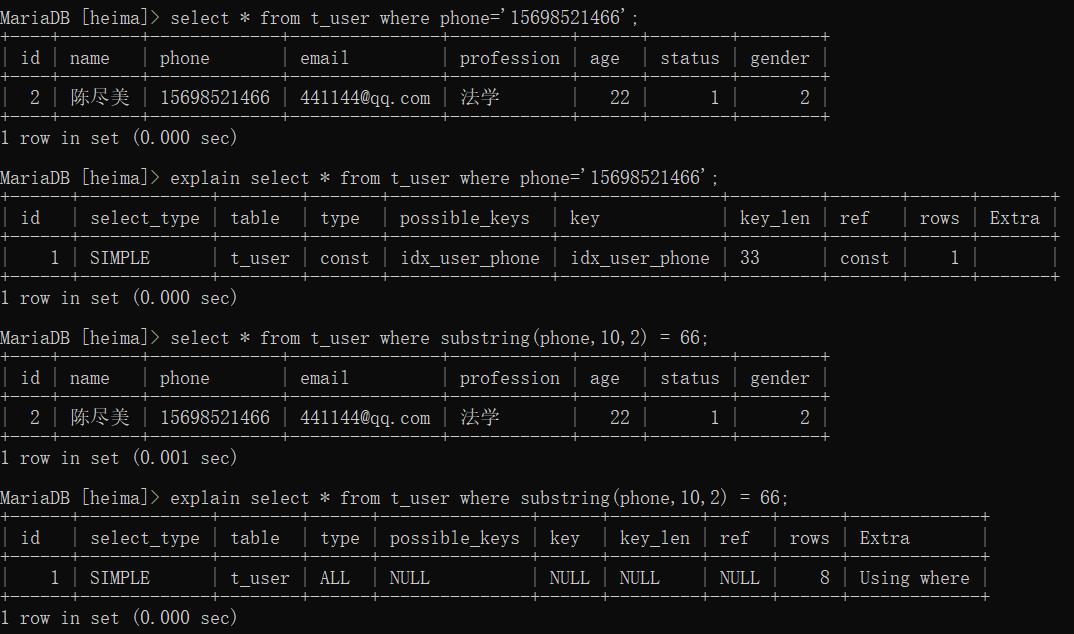 MariaDB [heima]> select * from t_user where phone='15698521466';
+----+--------+-------------+---------------+------------+-----+--------+--------+
| id | name | phone | email | profession | age | status | gender |
+----+--------+-------------+---------------+------------+-----+--------+--------+
| 2 | 陈尽美 | 15698521466 | 441144@qq.com | 法学 | 22 | 1 | 2 |
+----+--------+-------------+---------------+------------+-----+--------+--------+
1 row in set (0.000 sec)
MariaDB [heima]> explain select * from t_user where phone='15698521466';
+------+-------------+--------+-------+----------------+----------------+---------+-------+------+-------+
| id | select_type | table | type | possible_keys | key | key_len | ref | rows | Extra |
+------+-------------+--------+-------+----------------+----------------+---------+-------+------+-------+
| 1 | SIMPLE | t_user | const | idx_user_phone | idx_user_phone | 33 | const | 1 | |
+------+-------------+--------+-------+----------------+----------------+---------+-------+------+-------+
1 row in set (0.000 sec)
MariaDB [heima]> select * from t_user where substring(phone,10,2) = 66;
+----+--------+-------------+---------------+------------+-----+--------+--------+
| id | name | phone | email | profession | age | status | gender |
+----+--------+-------------+---------------+------------+-----+--------+--------+
| 2 | 陈尽美 | 15698521466 | 441144@qq.com | 法学 | 22 | 1 | 2 |
+----+--------+-------------+---------------+------------+-----+--------+--------+
1 row in set (0.001 sec)
MariaDB [heima]> explain select * from t_user where substring(phone,10,2) = 66;
+------+-------------+--------+------+---------------+------+---------+------+------+-------------+
| id | select_type | table | type | possible_keys | key | key_len | ref | rows | Extra |
+------+-------------+--------+------+---------------+------+---------+------+------+-------------+
| 1 | SIMPLE | t_user | ALL | NULL | NULL | NULL | NULL | 8 | Using where |
+------+-------------+--------+------+---------------+------+---------+------+------+-------------+
1 row in set (0.000 sec)